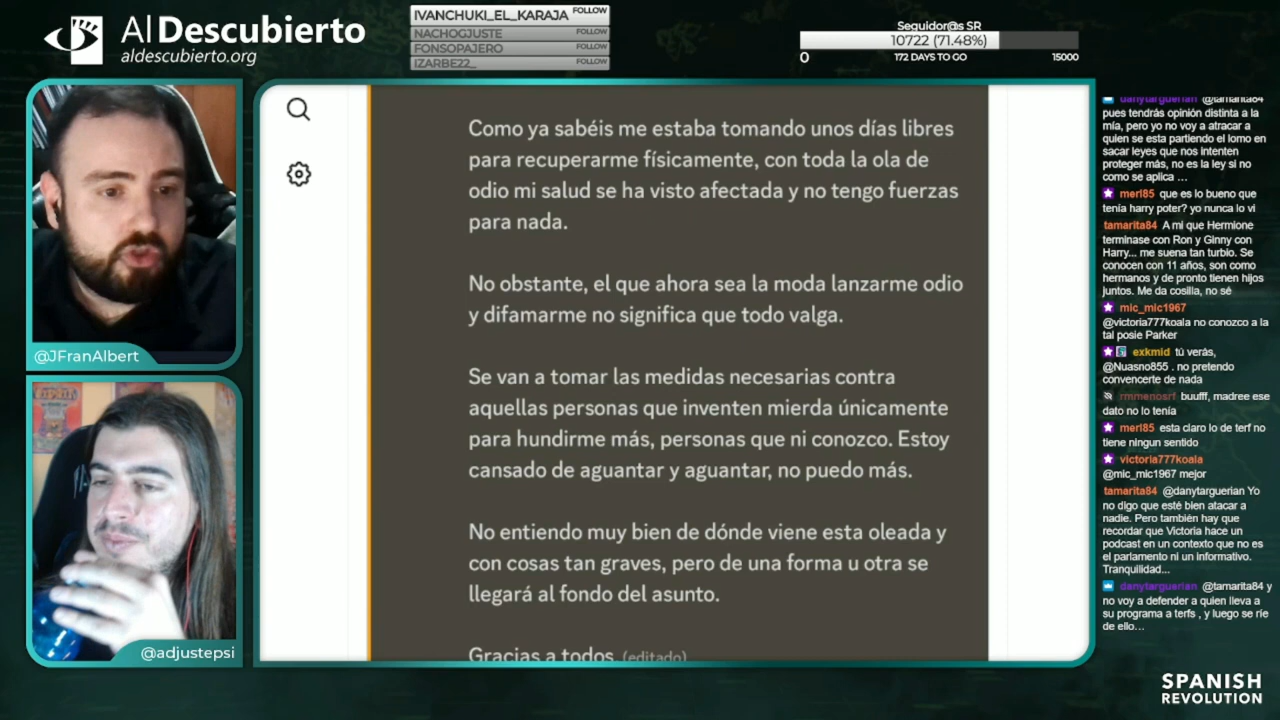 Al Descubierto
aldescubierto.org
IVANCHUKI_EL_KARAJA FOLLOW
NACHOGJUSTE FOLLOW
FONSOPAJERO FOLLOW
IZARBE22_ FOLLOW
Seguidor@s SR
10722 (71.48%)
0 172 DAYS TO GO 15000
@JFranAlbert
@adjustepsi
Como ya sabéis me estaba tomando unos días libres
para recuperarme físicamente, con toda la ola de
odio mi salud se ha visto afectada y no tengo fuerzas
para nada.
No obstante, el que ahora sea la moda lanzarme odio
y difamarme no significa que todo valga.
Se van a tomar las medidas necesarias contra
aquellas personas que inventen mierda únicamente
para hundirme más, personas que ni conozco. Estoy
cansado de aguantar y aguantar, no puedo más.
No entiendo muy bien de dónde viene esta oleada y
con cosas tan graves, pero de una forma u otra se
llegará al fondo del asunto.
Gracias a todos. (editado)
danytarguerian @tamarita84
pues tendrás opinión distinta a la
mía, pero yo no voy a atracar a
quien se esta partiendo el lomo en
sacar leyes que nos intenten
proteger más, no es la ley si no
como se aplica ...
merl85 que es lo bueno que
tenía harry poter? yo nunca lo vi
tamarita84 A mi que Hermione
terminase con Ron y Ginny con
Harry... me suena tan turbio. Se
conocen con 11 años, son como
hermanos y de pronto tienen hijos
juntos. Me da cosilla, no sé
mic_mic1967
@victoria777koala no conozco a la
tal posie Parker
exkmid tú verás,
@Nuasno855 . no pretendo
convencerte de nada
rmmenosrf buufff, madree ese
dato no lo tenía
merl85 esta claro lo de terf no
tiene ningun sentido
victoria777koala
@mic_mic1967 mejor
tamarita84 @danytarguerian Yo
no digo que esté bien atacar a
nadie. Pero también hay que
recordar que Victoria hace un
podcast en un contexto que no es
el parlamento ni un informativo.
Tranquilidad...
danytarguerian @tamarita84 y
no voy a defender a quien lleva a
su programa a terfs , y luego se ríe
de ello...
SPANISH
REVOLUTION